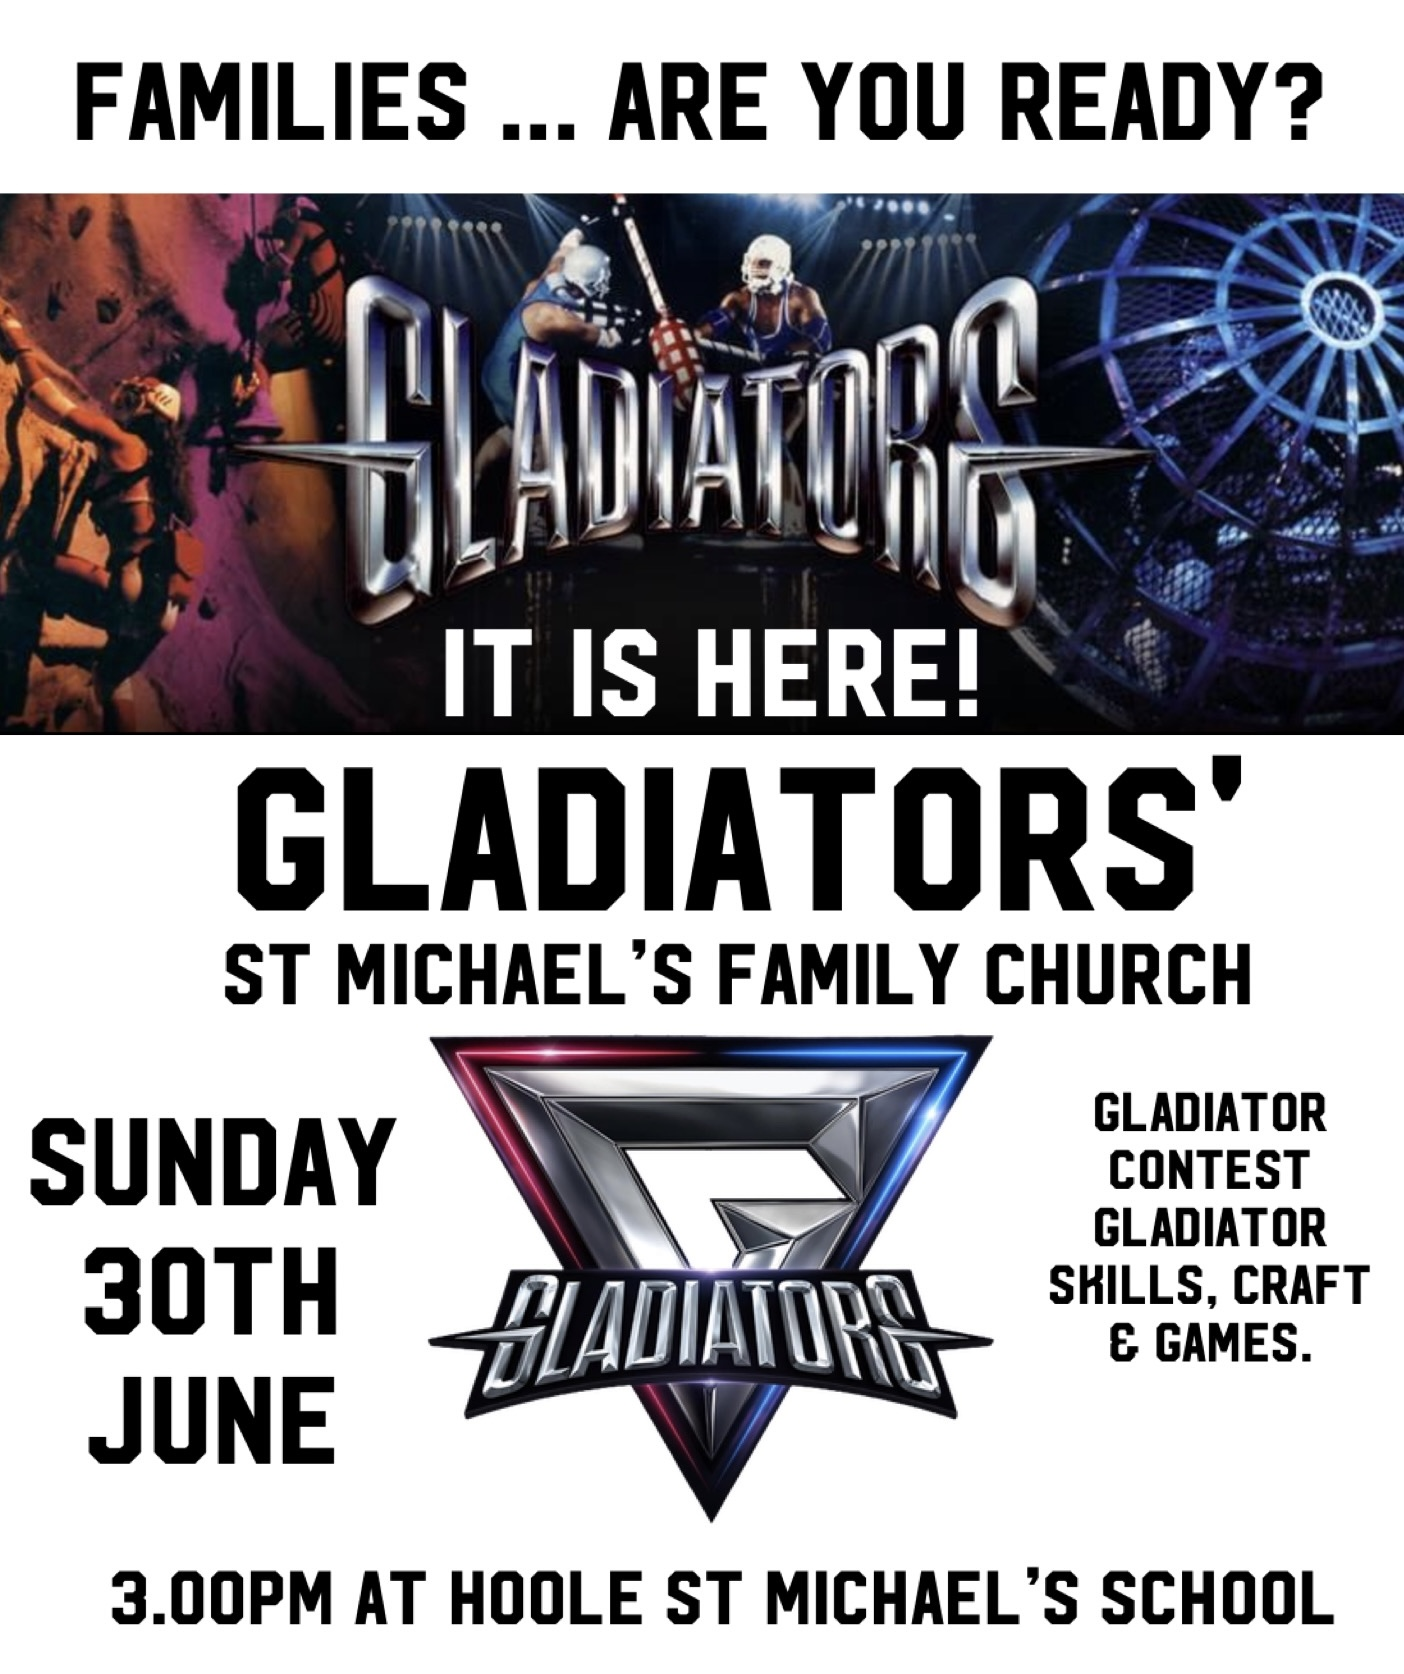 FAMILIES ... ARE YOU READY?
GLADIATORS
IT IS HERE!
GLADIATORS'
ST MICHAEL'S FAMILY CHURCH
SUNDAY
30TH
JUNE
GLADIATORS
GLADIATOR
CONTEST
GLADIATOR
SKILLS, CRAFT
& GAMES.
3.00PM AT HOOLE ST MICHAEL'S SCHOOL